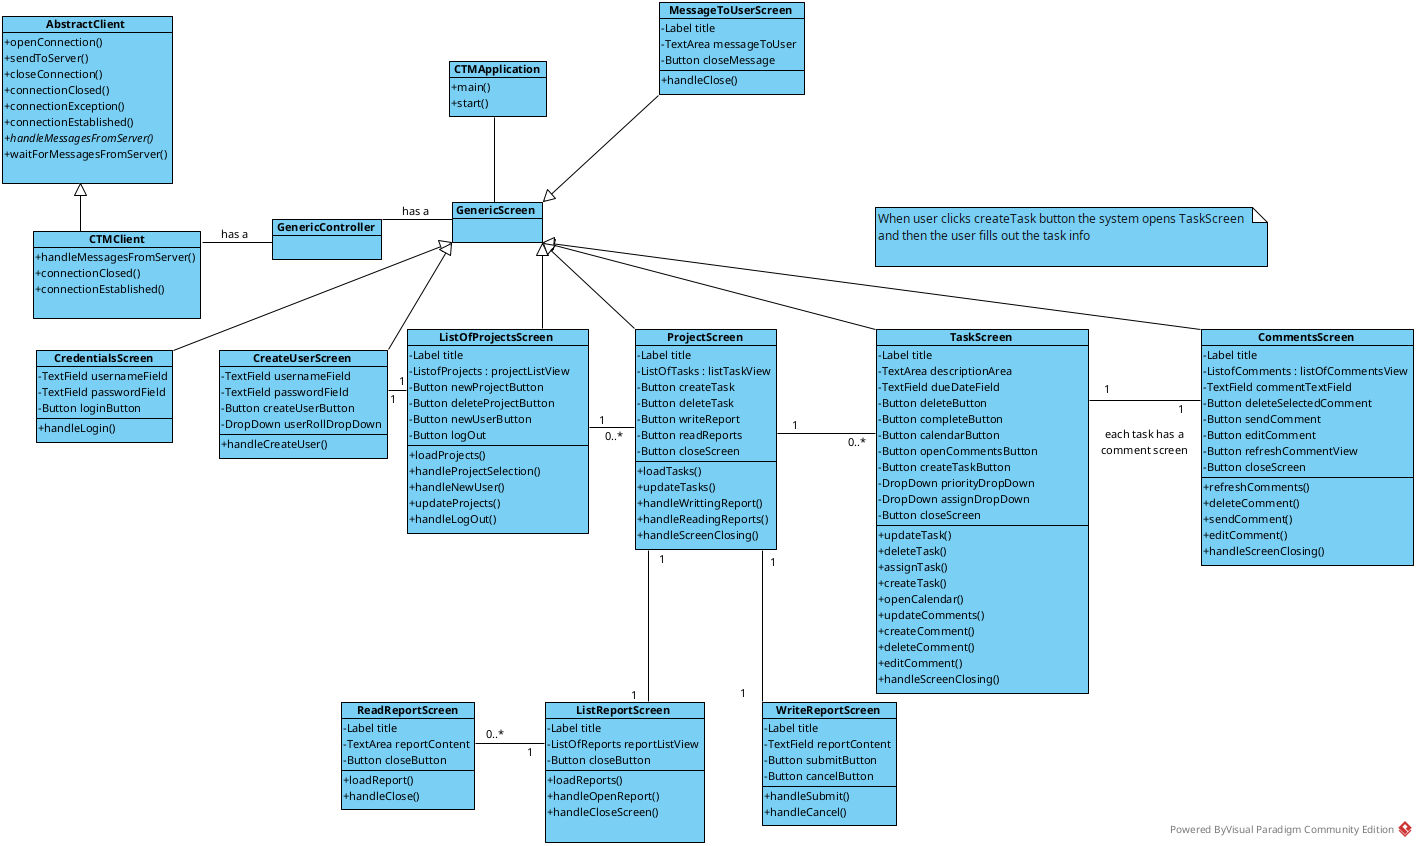 AbstractClient
+openConnection()
+sendToServer()
+closeConnection()
+connectionClosed()
+connectionException()
+connectionEstablished()
+handleMessagesFromServer()
+waitForMessagesFromServer()
CTMApplication
+main()
+start()
MessageToUserScreen
-Label title
-TextArea messageToUser
-Button closeMessage
+handleClose()
CTMClient
+handleMessagesFromServer()
+connectionClosed()
+connectionEstablished()
has a
GenericController
has a
GenericScreen
When user clicks createTask button the system opens TaskScreen
and then the user fills out the task info
CredentialsScreen
-TextField usernameField
-TextField passwordField
-Button loginButton
+handleLogin()
CreateUserScreen
-TextField usernameField
-TextField passwordField
-Button createUserButton
-DropDown userRollDropDown
+handleCreateUser()
1
1
ListOfProjectsScreen
-Label title
-ListofProjects : projectListView
-Button newProjectButton
-Button deleteProjectButton
-Button newUserButton
-Button logOut
+loadProjects()
+handleProjectSelection()
+handleNewUser()
+updateProjects()
+handleLogOut()
1
0..*
ProjectScreen
-Label title
-ListOfTasks : listTaskView
-Button createTask
-Button deleteTask
-Button writeReport
-Button readReports
-Button closeScreen
+loadTasks()
+updateTasks()
+handleWrittingReport()
+handleReadingReports()
+handleScreenClosing()
1
0..*
TaskScreen
-Label title
-TextArea descriptionArea
-TextField dueDateField
-Button deleteButton
-Button completeButton
-Button calendarButton
-Button openCommentsButton
-Button createTaskButton
-DropDown priorityDropDown
-DropDown assignDropDown
-Button closeScreen
+updateTask()
+deleteTask()
+assignTask()
+createTask()
+openCalendar()
+updateComments()
+createComment()
+deleteComment()
+editComment()
+handleScreenClosing()
1
1
each task has a
comment screen
CommentsScreen
-Label title
-ListofComments : listOfCommentsView
-TextField commentTextField
-Button deleteSelectedComment
-Button sendComment
-Button editComment
-Button refreshCommentView
-Button closeScreen
+refreshComments()
+deleteComment()
+sendComment()
+editComment()
+handleScreenClosing()
1
1
1
1
ReadReportScreen
-Label title
-TextArea reportContent
-Button closeButton
+loadReport()
+handleClose()
0..*
1
ListReportScreen
-Label title
-ListOfReports reportListView
-Button closeButton
+loadReports()
+handleOpenReport()
+handleCloseScreen()
WriteReportScreen
-Label title
-TextField reportContent
-Button submitButton
-Button cancelButton
+handleSubmit()
+handleCancel()
Powered ByVisual Paradigm Community Edition